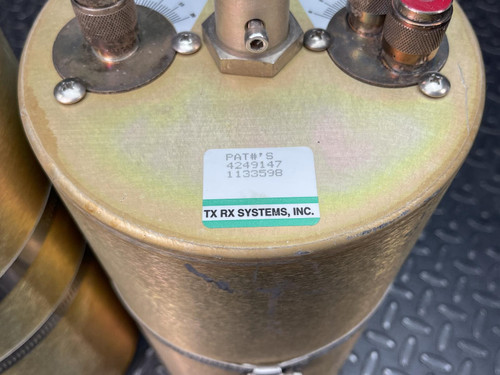 PAT#'S
4249147
1133598
TX RX SYSTEMS, INC.